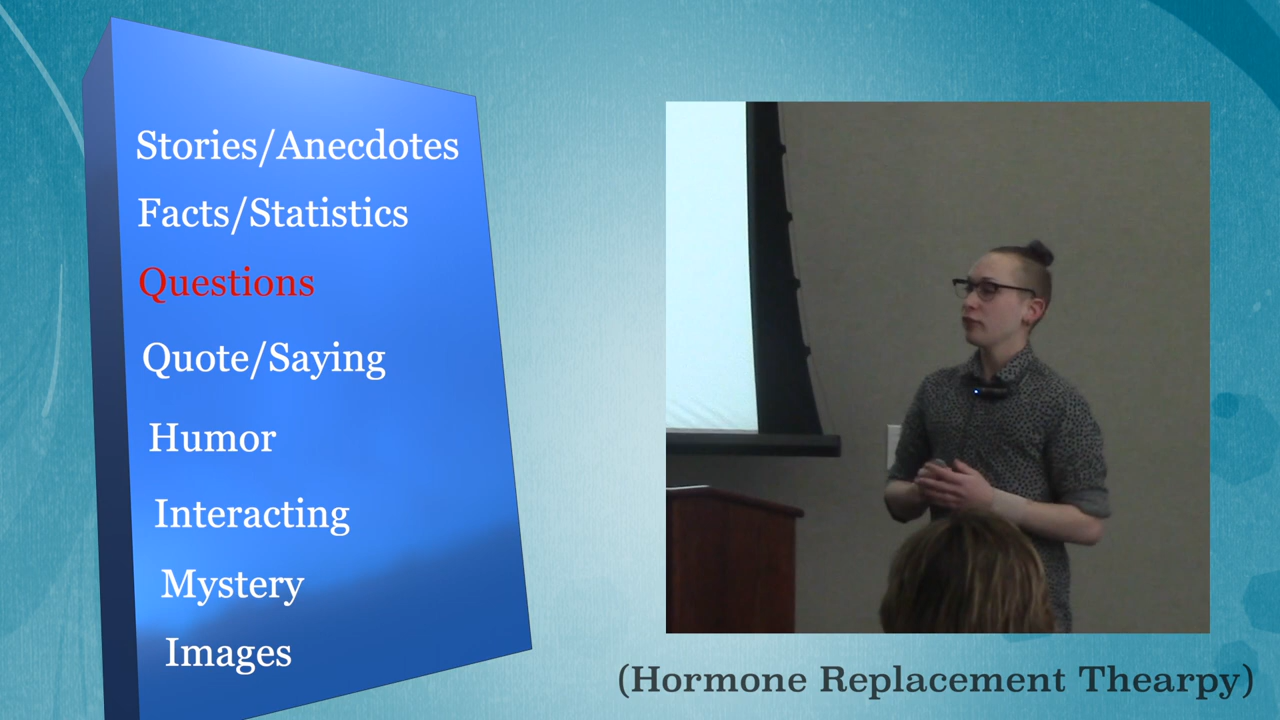 Stories/Anecdotes
Facts/Statistics
Questions
Quote/Saying
Humor
Interacting
Mystery
Images
(Hormone Replacement Thearpy)